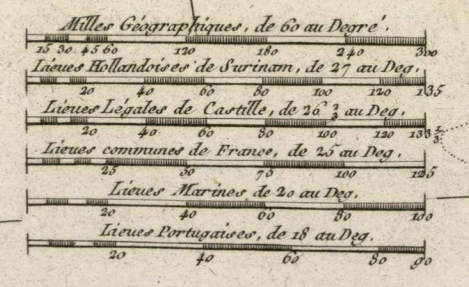 Milles Géographiques, de 60 au Degré.
15 30 45 60 120 180 240 300
Lieues Hollandoises de Surinam, de 27 au Deg.
20 40 60 80 100 120 135
Lieues Légales de Castille, de 26 2/3 au Deg.
20 40 60 80 100 120 133 1/3
Lieues communes de France, de 25 au Deg.
25 50 75 100 125
Lieues Marines de 20 au Deg.
20 40 60 80 100
Lieues Portugaises, de 18 au Deg.
20 40 60 80 90